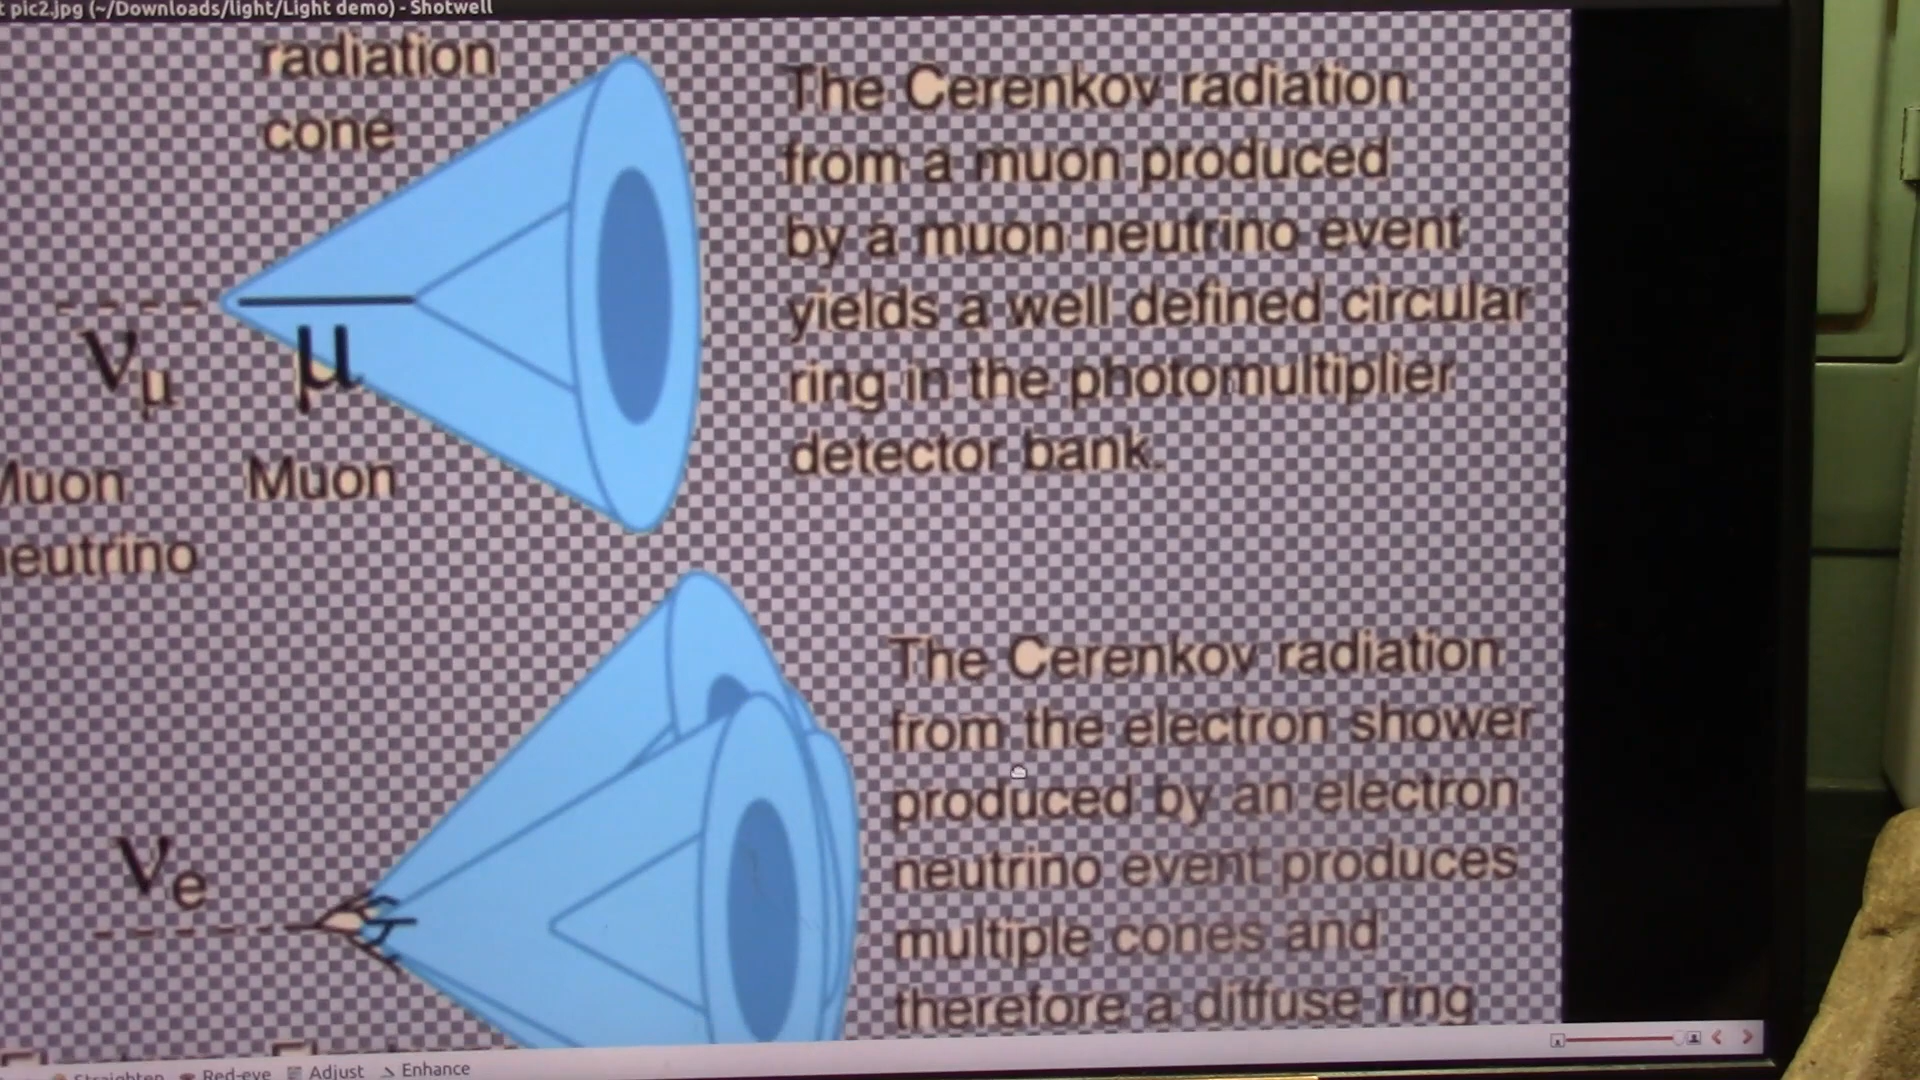 t pic2.jpg (~/Downloads/light/Light demo) - Shotwell
radiation
cone
The Cerenkov radiation
from a muon produced
by a muon neutrino event
yields a well defined circular
ring in the photomultiplier
detector bank.
νμ
μ
Muon
neutrino
Muon
The Cerenkov radiation
from the electron shower
produced by an electron
neutrino event produces
multiple cones and
therefore a diffuse ring
νe
Straighten
Red-eye
Adjust
Enhance